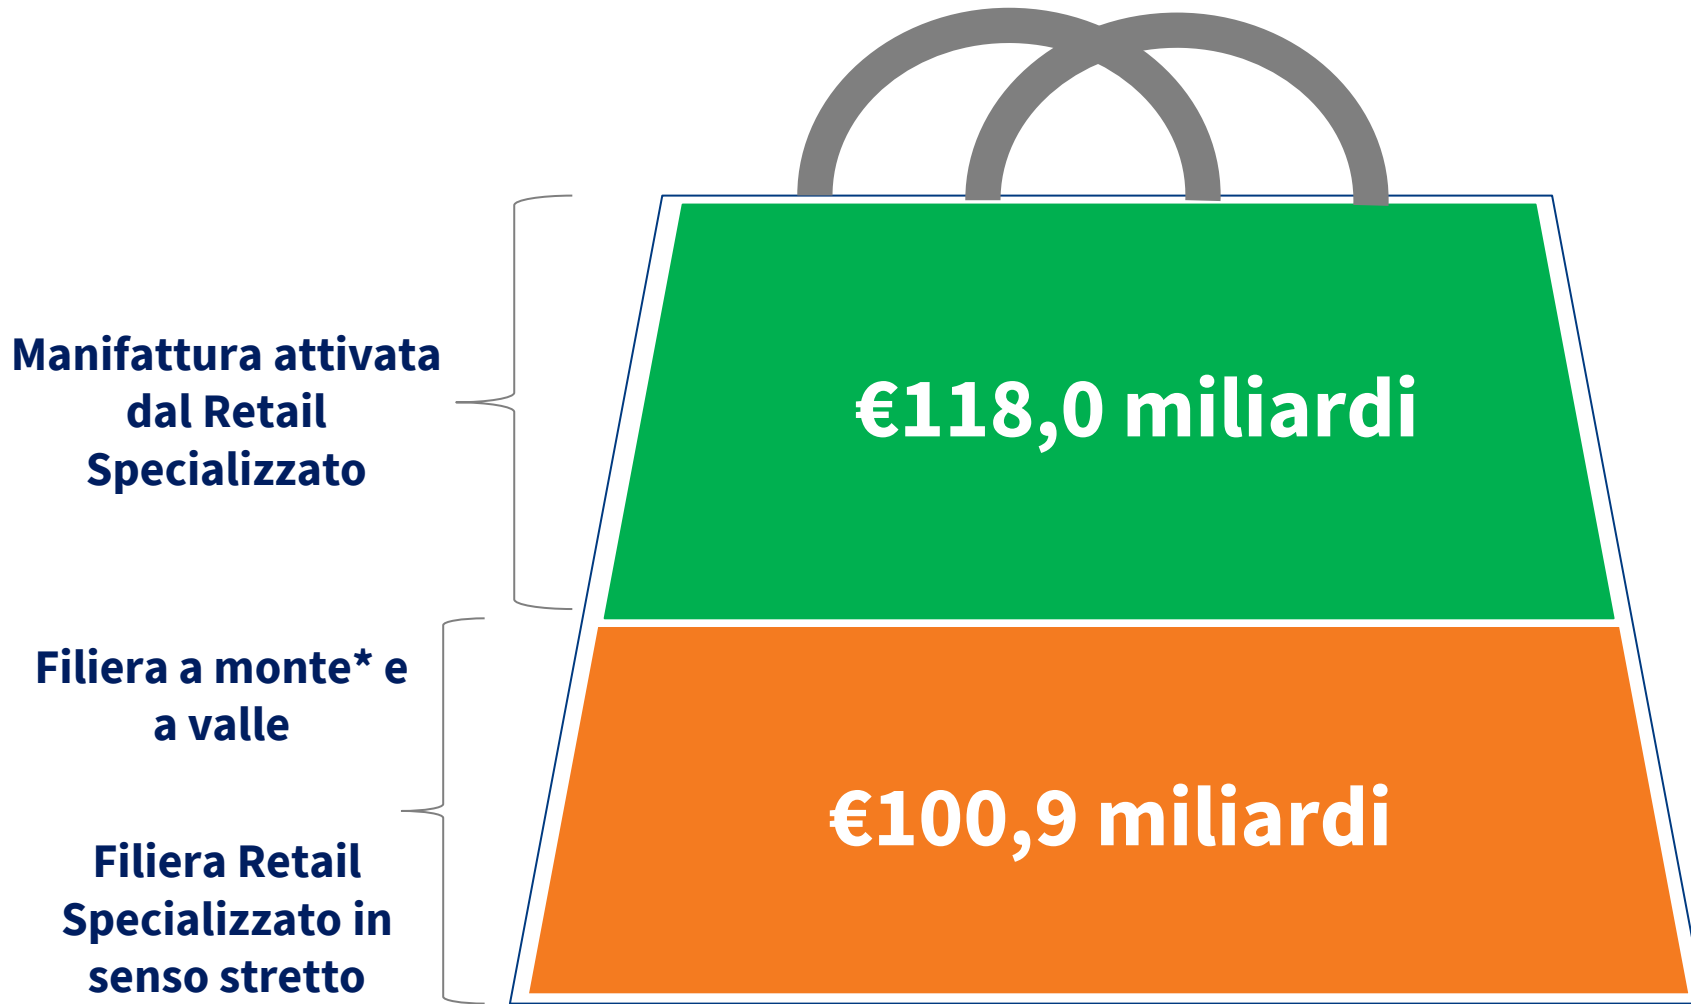 Manifattura attivata
dal Retail
Specializzato
€118,0 miliardi
Filiera a monte* e
a valle
€100,9 miliardi
Filiera Retail
Specializzato in
senso stretto